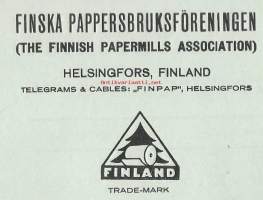 FINSKA PAPPERSBRUKSFÖRENINGEN
(THE FINNISH PAPERMILLS ASSOCIATION)
HELSINGFORS, FINLAND
TELEGRAMS & CABLES: „FINPAP", HELSINGFORS
FINLAND
TRADE-MARK